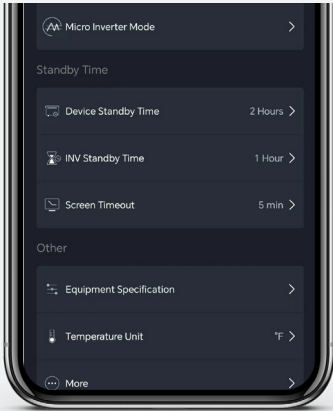 Micro Inverter Mode
Standby Time
Device Standby Time 2 Hours
INV Standby Time 1 Hour
Screen Timeout 5 min
Other
Equipment Specification
Temperature Unit °F
More